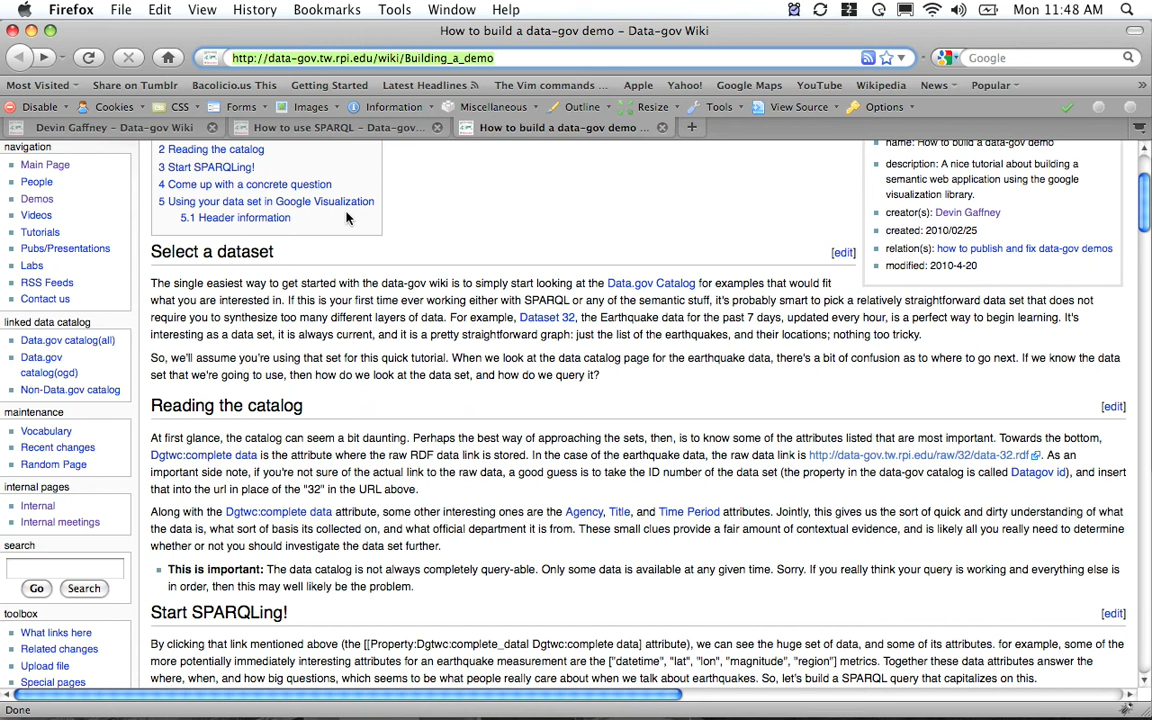 Firefox File Edit View History Bookmarks Tools Window Help Mon 11:48 AM
How to build a data-gov demo – Data-gov Wiki
http://data-gov.tw.rpi.edu/wiki/Building_a_demo Google
Most Visited Share on Tumblr Bacolicio.us This Getting Started Latest Headlines The Vim commands ... Apple Yahoo! Google Maps YouTube Wikipedia News Popular »
Disable Cookies CSS Forms Images Information Miscellaneous Outline Resize Tools View Source Options
Devin Gaffney – Data-gov Wiki How to use SPARQL – Data-gov... How to build a data-gov demo ...
navigation
Main Page
People
Demos
Videos
Tutorials
Pubs/Presentations
Labs
RSS Feeds
Contact us
linked data catalog
Data.gov catalog(all)
Data.gov
catalog(ogd)
Non-Data.gov catalog
maintenance
Vocabulary
Recent changes
Random Page
internal pages
Internal
Internal meetings
search
Go Search
toolbox
What links here
Related changes
Upload file
Special pages
2 Reading the catalog
3 Start SPARQLing!
4 Come up with a concrete question
5 Using your data set in Google Visualization
5.1 Header information
name: How to build a data-gov demo
description: A nice tutorial about building a
semantic web application using the google
visualization library.
creator(s): Devin Gaffney
created: 2010/02/25
relation(s): how to publish and fix data-gov demos
modified: 2010-4-20
Select a dataset [edit]
The single easiest way to get started with the data-gov wiki is to simply start looking at the Data.gov Catalog for examples that would fit
what you are interested in. If this is your first time ever working either with SPARQL or any of the semantic stuff, it's probably smart to pick a relatively straightforward data set that does not
require you to synthesize too many different layers of data. For example, Dataset 32, the Earthquake data for the past 7 days, updated every hour, is a perfect way to begin learning. It's
interesting as a data set, it is always current, and it is a pretty straightforward graph: just the list of the earthquakes, and their locations; nothing too tricky.
So, we'll assume you're using that set for this quick tutorial. When we look at the data catalog page for the earthquake data, there's a bit of confusion as to where to go next. If we know the data
set that we're going to use, then how do we look at the data set, and how do we query it?
Reading the catalog [edit]
At first glance, the catalog can seem a bit daunting. Perhaps the best way of approaching the sets, then, is to know some of the attributes listed that are most important. Towards the bottom,
Dgtwc:complete data is the attribute where the raw RDF data link is stored. In the case of the earthquake data, the raw data link is http://data-gov.tw.rpi.edu/raw/32/data-32.rdf. As an
important side note, if you're not sure of the actual link to the raw data, a good guess is to take the ID number of the data set (the property in the data-gov catalog is called Datagov id), and insert
that into the url in place of the "32" in the URL above.
Along with the Dgtwc:complete data attribute, some other interesting ones are the Agency, Title, and Time Period attributes. Jointly, this gives us the sort of quick and dirty understanding of what
the data is, what sort of basis its collected on, and what official department it is from. These small clues provide a fair amount of contextual evidence, and is likely all you really need to determine
whether or not you should investigate the data set further.
This is important: The data catalog is not always completely query-able. Only some data is available at any given time. Sorry. If you really think your query is working and everything else is
in order, then this may well likely be the problem.
Start SPARQLing! [edit]
By clicking that link mentioned above (the [[Property:Dgtwc:complete_data| Dgtwc:complete data] attribute), we can see the huge set of data, and some of its attributes. for example, some of the
more potentially immediately interesting attributes for an earthquake measurement are the ["datetime", "lat", "lon", "magnitude", "region"] metrics. Together these data attributes answer the
where, when, and how big questions, which seems to be what people really care about when we talk about earthquakes. So, let's build a SPARQL query that capitalizes on this.
Done